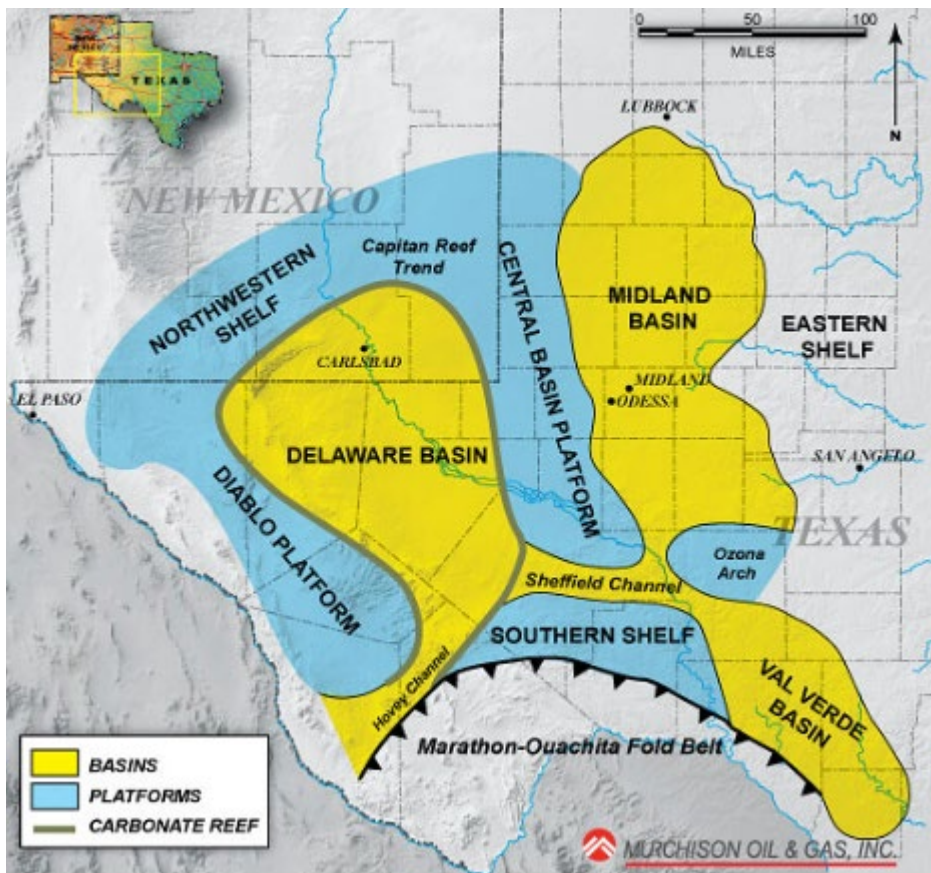 NEW
MEXICO
TEXAS
0 50 100
MILES
N
LUBBOCK
NEW MEXICO
Capitan Reef
Trend
NORTHWESTERN
SHELF
CENTRAL BASIN PLATFORM
MIDLAND
BASIN
EASTERN
SHELF
CARLSBAD
MIDLAND
ODESSA
EL PASO
DELAWARE BASIN
SAN ANGELO
DIABLO PLATFORM
TEXAS
Ozona
Arch
Sheffield Channel
SOUTHERN SHELF
Hovey Channel
VAL VERDE
BASIN
Marathon-Ouachita Fold Belt
BASINS
PLATFORMS
CARBONATE REEF
MURCHISON OIL & GAS, INC.